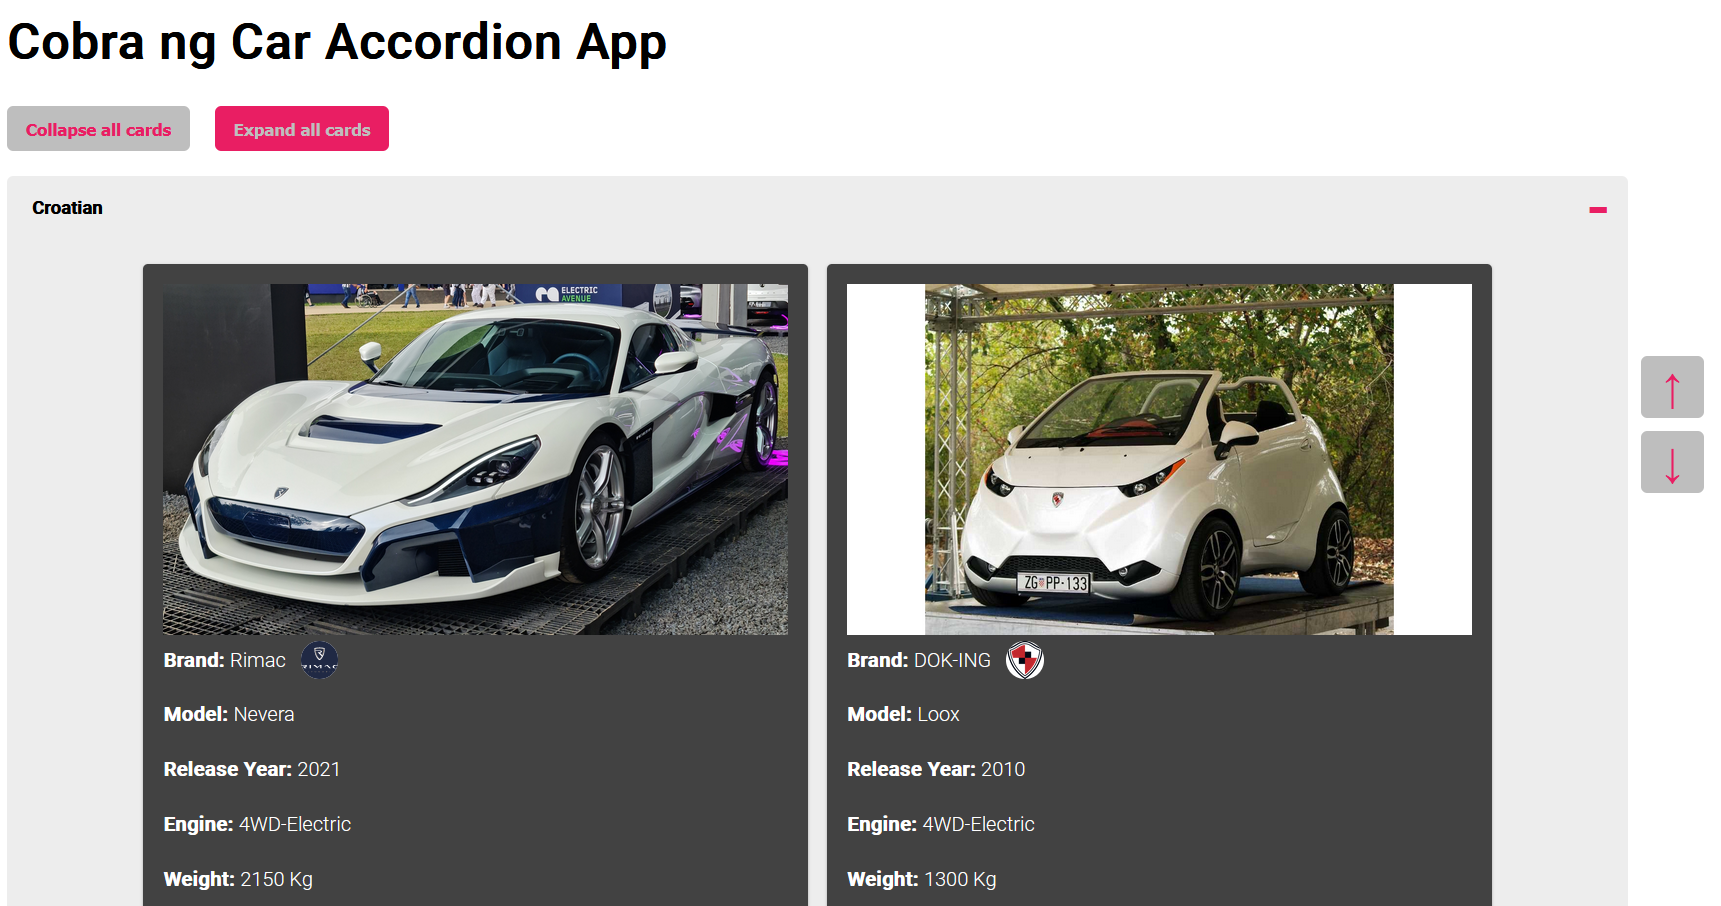 Cobra ng Car Accordion App
Collapse all cards
Expand all cards
Croatian
ELECTRIC
AVENUE
ZG PP-133
Brand: Rimac
RIMAC
Brand: DOK-ING
Model: Nevera
Model: Loox
Release Year: 2021
Release Year: 2010
Engine: 4WD-Electric
Engine: 4WD-Electric
Weight: 2150 Kg
Weight: 1300 Kg